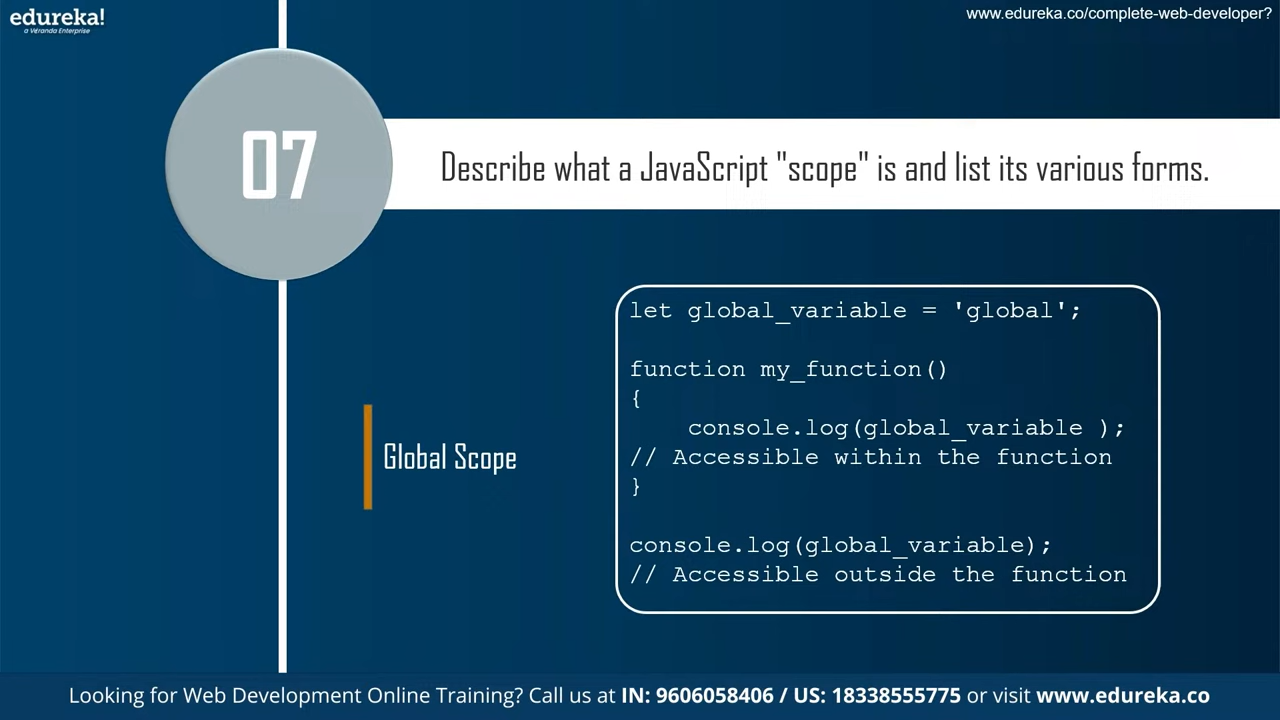 edureka!
a Veranda Enterprise
www.edureka.co/complete-web-developer?
07
Describe what a JavaScript "scope" is and list its various forms.
Global Scope
let global_variable = 'global';
function my_function()
{
console.log(global_variable );
// Accessible within the function
}
console.log(global_variable);
// Accessible outside the function
Looking for Web Development Online Training? Call us at IN: 9606058406 / US: 18338555775 or visit www.edureka.co